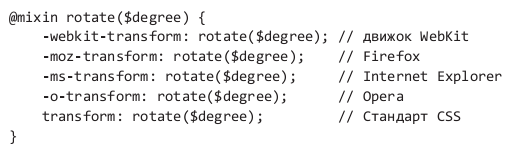 @mixin rotate($degree) {
    -webkit-transform: rotate($degree); // движок WebKit
    -moz-transform: rotate($degree);    // Firefox
    -ms-transform: rotate($degree);     // Internet Explorer
    -o-transform: rotate($degree);      // Opera
    transform: rotate($degree);         // Стандарт CSS
}